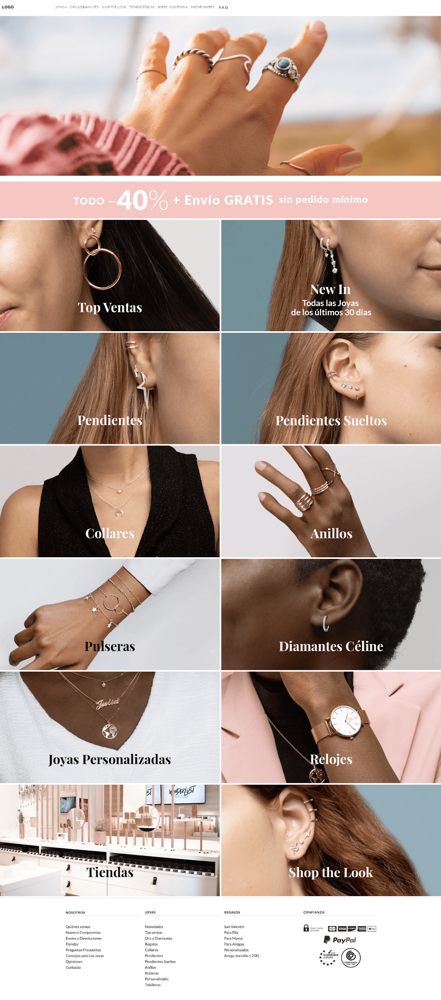 LOGO
JOYAS ORO & DIAMANTES SHOP THE LOOK TIENDAS FÍSICAS SOBRE NOSOTRAS #MEMEMARTES F.A.Q.
TODO -40% + Envío GRATIS sin pedido mínimo
Top Ventas
New In
Todas las Joyas
de los últimos 30 días
Pendientes
Pendientes Sueltos
Collares
Anillos
Pulseras
Diamantes Céline
Julia
Joyas Personalizadas
Relojes
WANDERLUST
Tiendas
Shop the Look
NOSOTROS
Quiénes somos
Nuestro Compromiso
Envíos y Devoluciones
Tiendas
Preguntas Frecuentes
Consejos para tus Joyas
Opiniones
Contacto
JOYAS
Novedades
Top ventas
Oro y Diamantes
Regalos
Collares
Pendientes
Pendientes Sueltos
Anillos
Pulseras
Personalizable
Tobilleras
REGALOS
San Valentín
Para Ella
Para Mamá
Para Amigas
Personalizados
Amigo invisible (-25€)
CONFIANZA
PAGO 100%
SEGURO
VISA
DISCOVER
Pay
PayPal
trust
ECOMMERCE
EUROPE
CONFIANZA
ONLINE